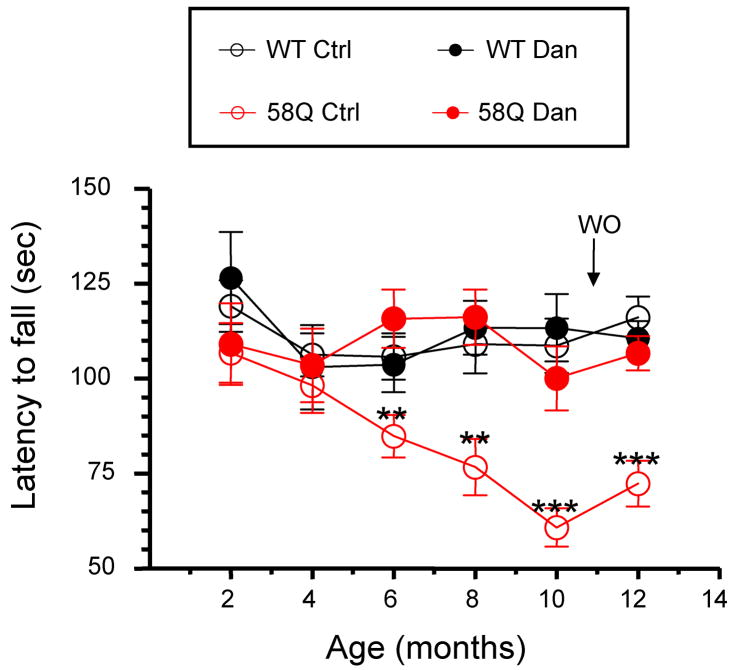 WT Ctrl WT Dan
58Q Ctrl 58Q Dan
150
WO
125
Latency to fall (sec)
100
**
**
75
***
***
50
2 4 6 8 10 12 14
Age (months)